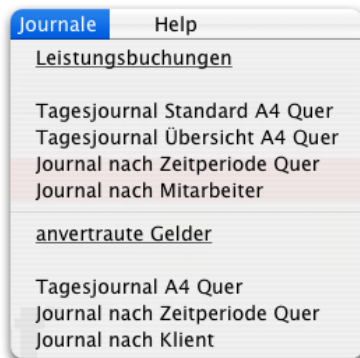 Journale Help
Leistungsbuchungen
Tagesjournal Standard A4 Quer
Tagesjournal Übersicht A4 Quer
Journal nach Zeitperiode Quer
Journal nach Mitarbeiter
anvertraute Gelder
Tagesjournal A4 Quer
Journal nach Zeitperiode Quer
Journal nach Klient